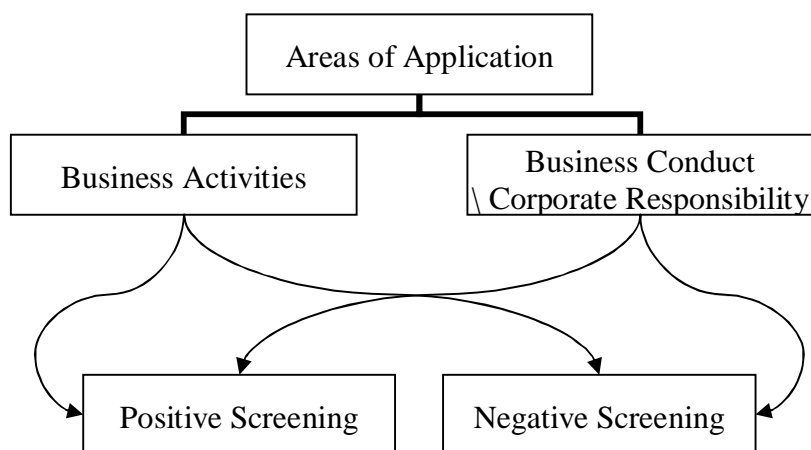 Areas of Application
Business Activities
Business Conduct
\ Corporate Responsibility
Positive Screening
Negative Screening